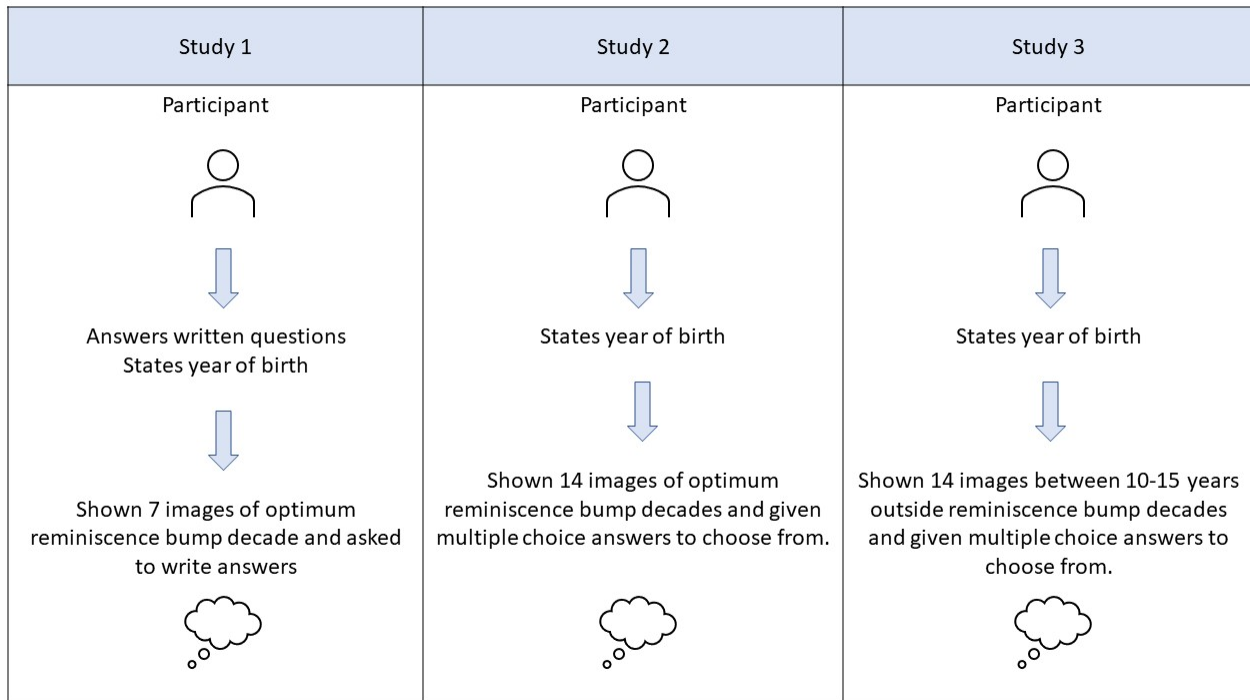 Study 1
Study 2
Study 3
Participant
Answers written questions
States year of birth
Shown 7 images of optimum
reminiscence bump decade and asked
to write answers
Participant
States year of birth
Shown 14 images of optimum
reminiscence bump decades and given
multiple choice answers to choose from.
Participant
States year of birth
Shown 14 images between 10-15 years
outside reminiscence bump decades
and given multiple choice answers to
choose from.